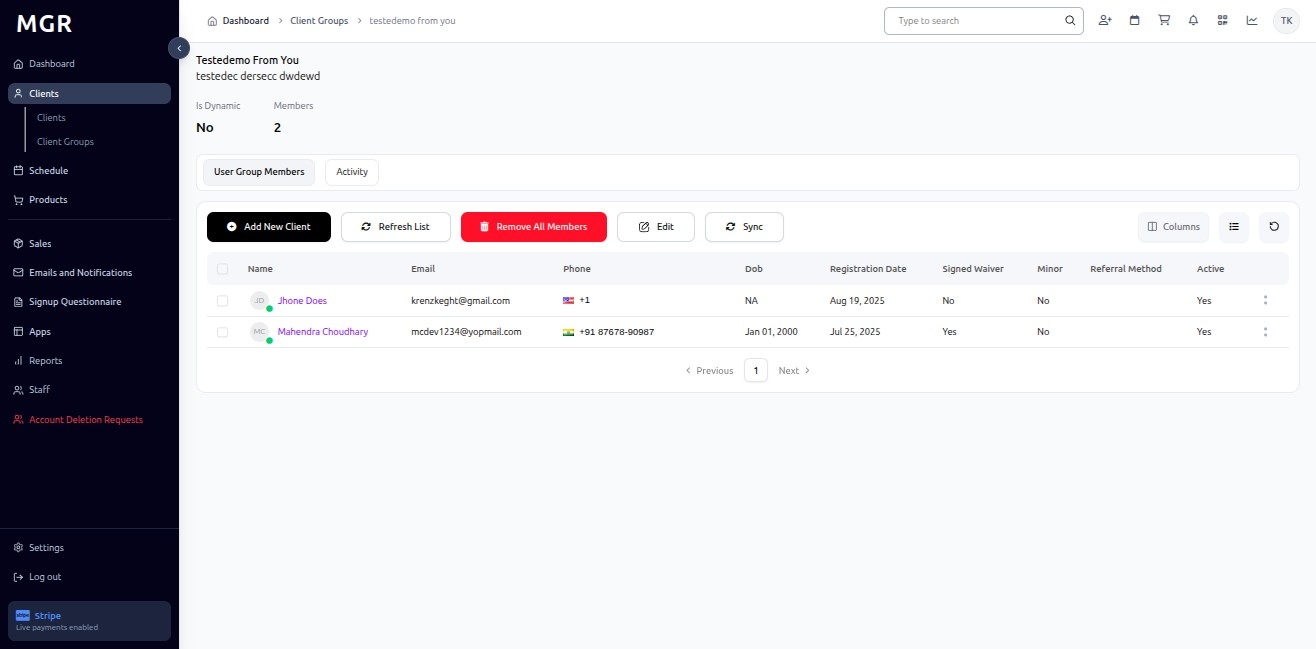 MGR
Dashboard
Clients
Clients
Client Groups
Schedule
Products
Sales
Emails and Notifications
Signup Questionnaire
Apps
Reports
Staff
Account Deletion Requests
Settings
Log out
Stripe
Live payments enabled
Dashboard > Client Groups > testedemo from you
Type to search
TK
Testedemo From You
testedec dersecc dwdewd
Is Dynamic Members
No 2
User Group Members Activity
Add New Client Refresh List Remove All Members Edit Sync Columns
Name Email Phone Dob Registration Date Signed Waiver Minor Referral Method Active
JD Jhone Does krenzkeght@gmail.com +1 NA Aug 19, 2025 No No Yes
MC Mahendra Choudhary mcdev1234@yopmail.com +91 87678-90987 Jan 01, 2000 Jul 25, 2025 Yes No Yes
Previous 1 Next